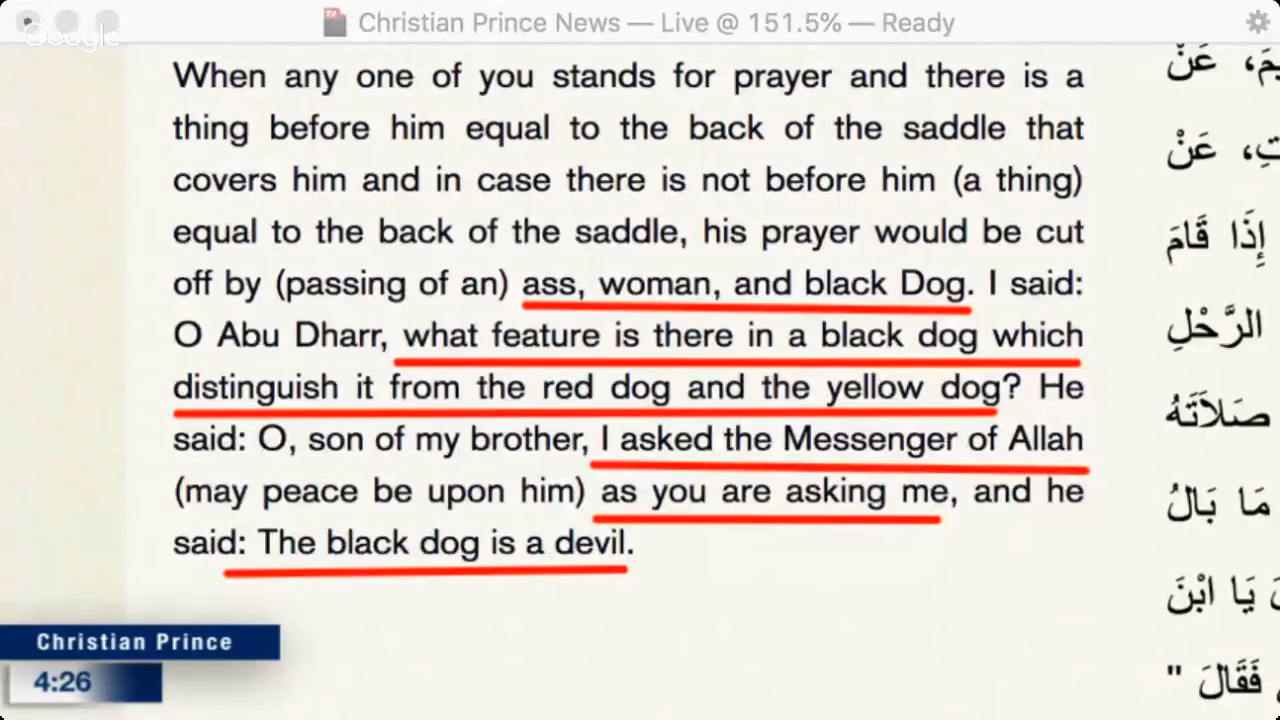 Christian Prince News — Live @ 151.5% — Ready
Google
When any one of you stands for prayer and there is a
thing before him equal to the back of the saddle that
covers him and in case there is not before him (a thing)
equal to the back of the saddle, his prayer would be cut
off by (passing of an) ass, woman, and black Dog. I said:
O Abu Dharr, what feature is there in a black dog which
distinguish it from the red dog and the yellow dog? He
said: O, son of my brother, I asked the Messenger of Allah
(may peace be upon him) as you are asking me, and he
said: The black dog is a devil.
عَنْ
عَنْ
إِذَا قَامَ
الرَّحْلِ
صَلاَتَهُ
مَا بَالُ
يَا ابْنَ
فَقَالَ "
Christian Prince
4:26